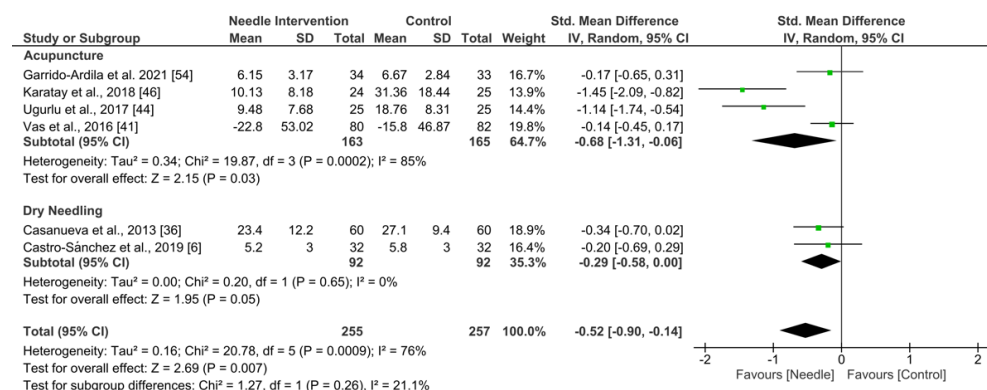 Needle Intervention Control Std. Mean Difference Std. Mean Difference
Study or Subgroup Mean SD Total Mean SD Total Weight IV, Random, 95% CI IV, Random, 95% CI
Acupuncture
Garrido-Ardila et al. 2021 [54] 6.15 3.17 34 6.67 2.84 33 16.7% -0.17 [-0.65, 0.31]
Karatay et al., 2018 [46] 10.13 8.18 24 31.36 18.44 25 13.9% -1.45 [-2.09, -0.82]
Ugurlu et al., 2017 [44] 9.48 7.68 25 18.76 8.31 25 14.4% -1.14 [-1.74, -0.54]
Vas et al., 2016 [41] -22.8 53.02 80 -15.8 46.87 82 19.8% -0.14 [-0.45, 0.17]
Subtotal (95% CI) 163 165 64.7% -0.68 [-1.31, -0.06]
Heterogeneity: Tau² = 0.34; Chi² = 19.87, df = 3 (P = 0.0002); I² = 85%
Test for overall effect: Z = 2.15 (P = 0.03)
Dry Needling
Casanueva et al., 2013 [36] 23.4 12.2 60 27.1 9.4 60 18.9% -0.34 [-0.70, 0.02]
Castro-Sánchez et al., 2019 [6] 5.2 3 32 5.8 3 32 16.4% -0.20 [-0.69, 0.29]
Subtotal (95% CI) 92 92 35.3% -0.29 [-0.58, 0.00]
Heterogeneity: Tau² = 0.00; Chi² = 0.20, df = 1 (P = 0.65); I² = 0%
Test for overall effect: Z = 1.95 (P = 0.05)
Total (95% CI) 255 257 100.0% -0.52 [-0.90, -0.14]
Heterogeneity: Tau² = 0.16; Chi² = 20.78, df = 5 (P = 0.0009); I² = 76%
Test for overall effect: Z = 2.69 (P = 0.007)
Test for subgroup differences: Chi² = 1.27, df = 1 (P = 0.26), I² = 21.1%
-2 -1 0 1 2
Favours [Needle] Favours [Control]